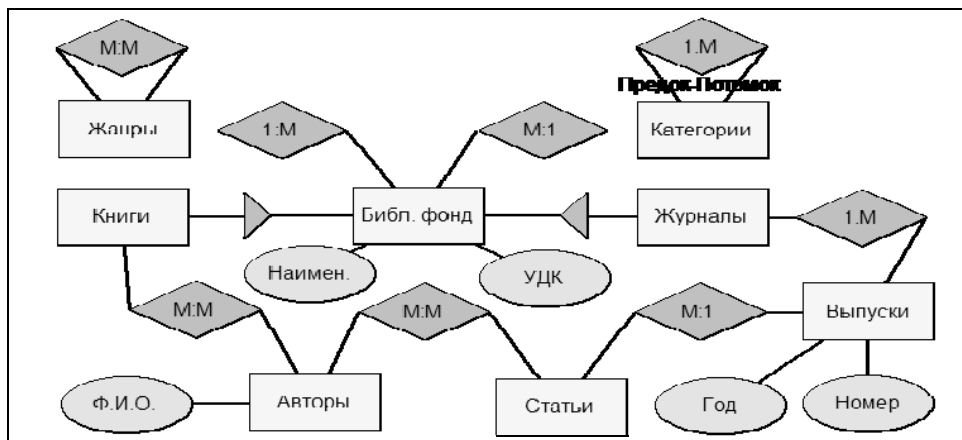 М:М
1.М
Предок-Потомок
Жанры
1:М
М:1
Категории
Книги
Библ. фонд
Журналы
1.М
Наимен.
УДК
М:М
М:М
М:1
Выпуски
Ф.И.О.
Авторы
Статьи
Год
Номер